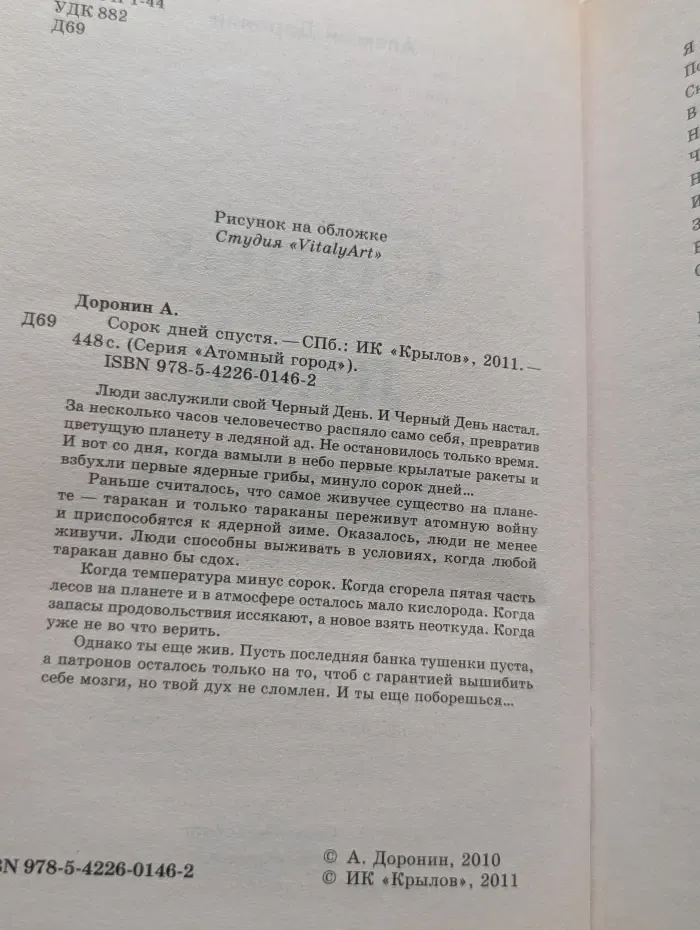 1-44
УДК 882
Д69
Рисунок на обложке
Студия «VitalyArt»
Доронин А.
Д69
Сорок дней спустя. — СПб.: ИК «Крылов», 2011. —
448 с. (Серия «Атомный город»).
ISBN 978-5-4226-0146-2
Люди заслужили свой Черный День. И Черный День настал.
За несколько часов человечество распяло само себя, превратив
цветущую планету в ледяной ад. Не остановилось только время.
И вот со дня, когда взмыли в небо первые крылатые ракеты и
взбухли первые ядерные грибы, минуло сорок дней...
Раньше считалось, что самое живучее существо на плане-
те — таракан и только тараканы переживут атомную войну
и приспособятся к ядерной зиме. Оказалось, люди не менее
живучи. Люди способны выживать в условиях, когда любой
таракан давно бы сдох.
Когда температура минус сорок. Когда сгорела пятая часть
лесов на планете и в атмосфере осталось мало кислорода. Когда
запасы продовольствия иссякают, а новое взять неоткуда. Когда
уже не во что верить.
Однако ты еще жив. Пусть последняя банка тушенки пуста,
а патронов осталось только на то, чтоб с гарантией вышибить
себе мозги, но твой дух не сломлен. И ты еще поборешься...
BN 978-5-4226-0146-2
© А. Доронин, 2010
© ИК «Крылов», 2011
Я
В